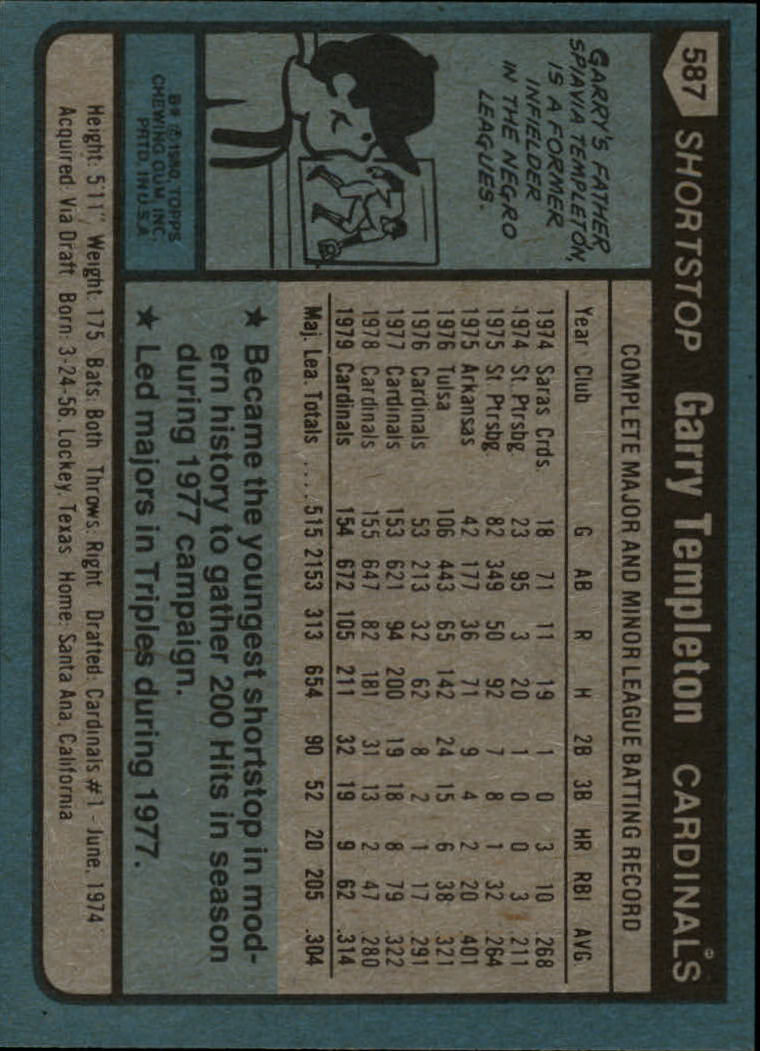 587 SHORTSTOP Garry Templeton CARDINALS®
GARRY'S FATHER
SPIAVIA TEMPLETON,
IS A FORMER
INFIELDER
IN THE NEGRO
LEAGUES.
B* © 1980, TOPPS
CHEWING GUM, INC.
PRTD. IN U.S.A.
COMPLETE MAJOR AND MINOR LEAGUE BATTING RECORD
Year Club G AB R H 2B 3B HR RBI AVG.
1974 Saras. Crds. 18 71 11 19 1 0 3 10 .268
1974 St. Ptrsbg. 23 95 3 20 1 0 0 3 .211
1975 St. Ptrsbg. 82 349 50 92 7 8 1 32 .264
1975 Arkansas 42 177 36 71 9 4 2 20 .401
1976 Tulsa 106 443 65 142 24 15 6 38 .321
1976 Cardinals 53 213 32 62 8 2 1 17 .291
1977 Cardinals 153 621 94 200 19 18 8 79 .322
1978 Cardinals 155 647 82 181 31 13 2 47 .280
1979 Cardinals 154 672 105 211 32 19 9 62 .314
Maj. Lea. Totals .... 515 2153 313 654 90 52 20 205 .304
★ Became the youngest shortstop in mod-
ern history to gather 200 Hits in season
during 1977 campaign.
★ Led majors in Triples during 1977.
Height: 5'11" Weight: 175 Bats: Both Throws: Right Drafted: Cardinals #1 - June, 1974
Acquired: Via Draft Born: 3-24-56, Lockey, Texas Home: Santa Ana, California